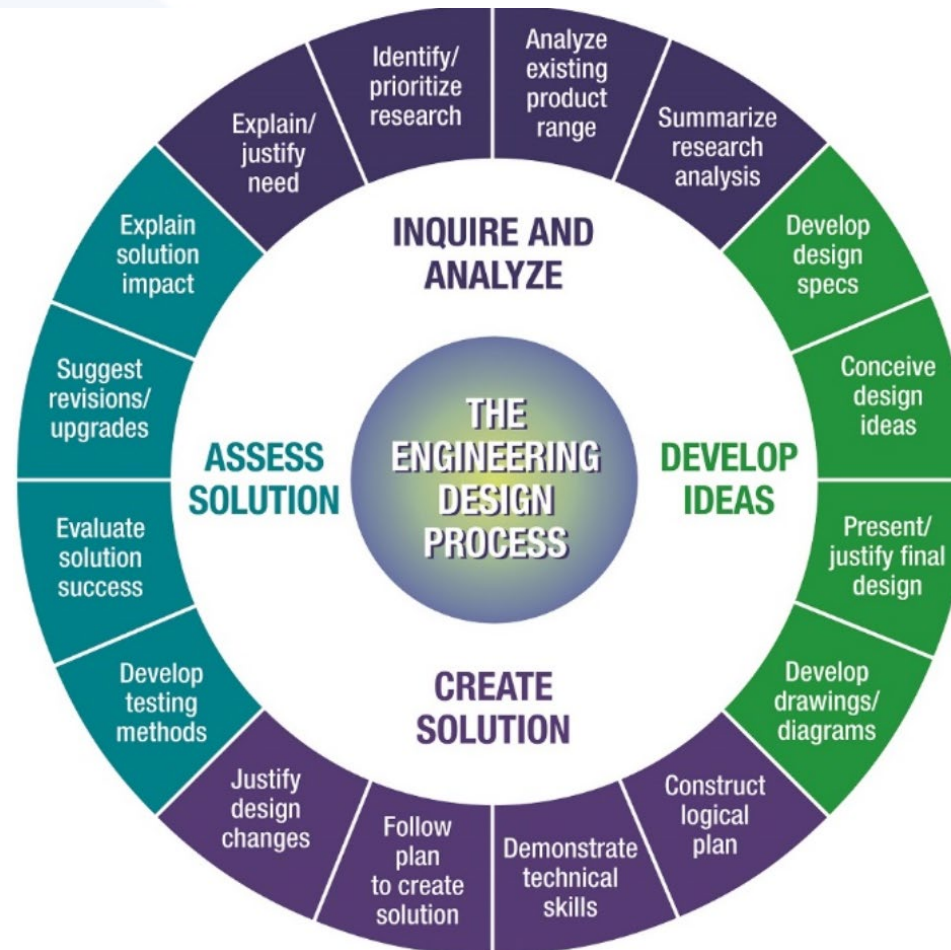 THE
ENGINEERING
DESIGN
PROCESS
INQUIRE AND
ANALYZE
Explain/
justify
need
Identify/
prioritize
research
Analyze
existing
product
range
Summarize
research
analysis
DEVELOP
IDEAS
Develop
design
specs
Conceive
design
ideas
Present/
justify final
design
Develop
drawings/
diagrams
CREATE
SOLUTION
Construct
logical
plan
Demonstrate
technical
skills
Follow
plan
to create
solution
Justify
design
changes
ASSESS
SOLUTION
Develop
testing
methods
Evaluate
solution
success
Suggest
revisions/
upgrades
Explain
solution
impact